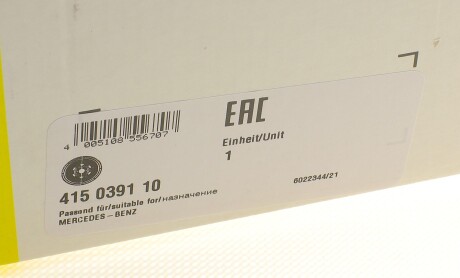 EAC
4 005108 556707
Einheit/Unit
1
415 0391 10
6022344/21
Passend für/suitable for/назначение
MERCEDES-BENZ